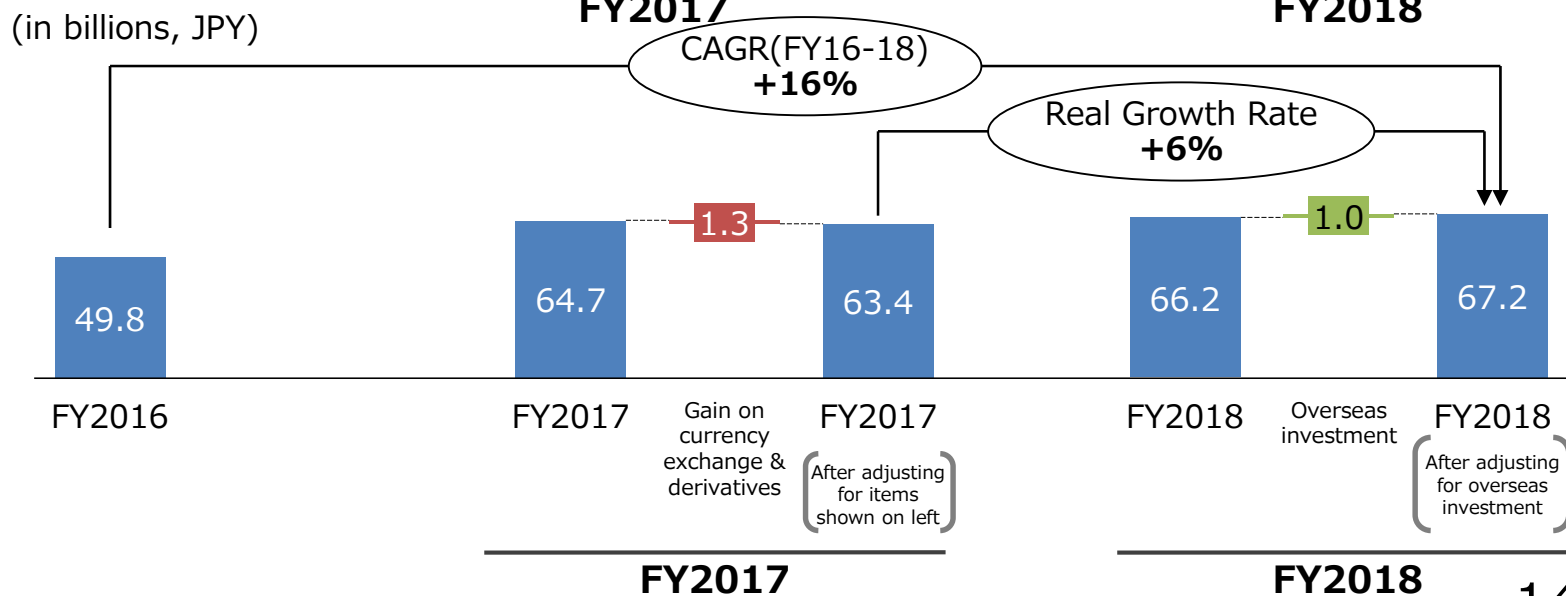 FY2017
FY2018
(in billions, JPY)
CAGR(FY16-18)
+16%
Real Growth Rate
+6%
1.3
1.0
49.8
64.7
63.4
66.2
67.2
FY2016
FY2017
Gain on
currency
exchange &
derivatives
FY2017
After adjusting
for items
shown on left
FY2018
Overseas
investment
FY2018
After adjusting
for overseas
investment
FY2017
FY2018